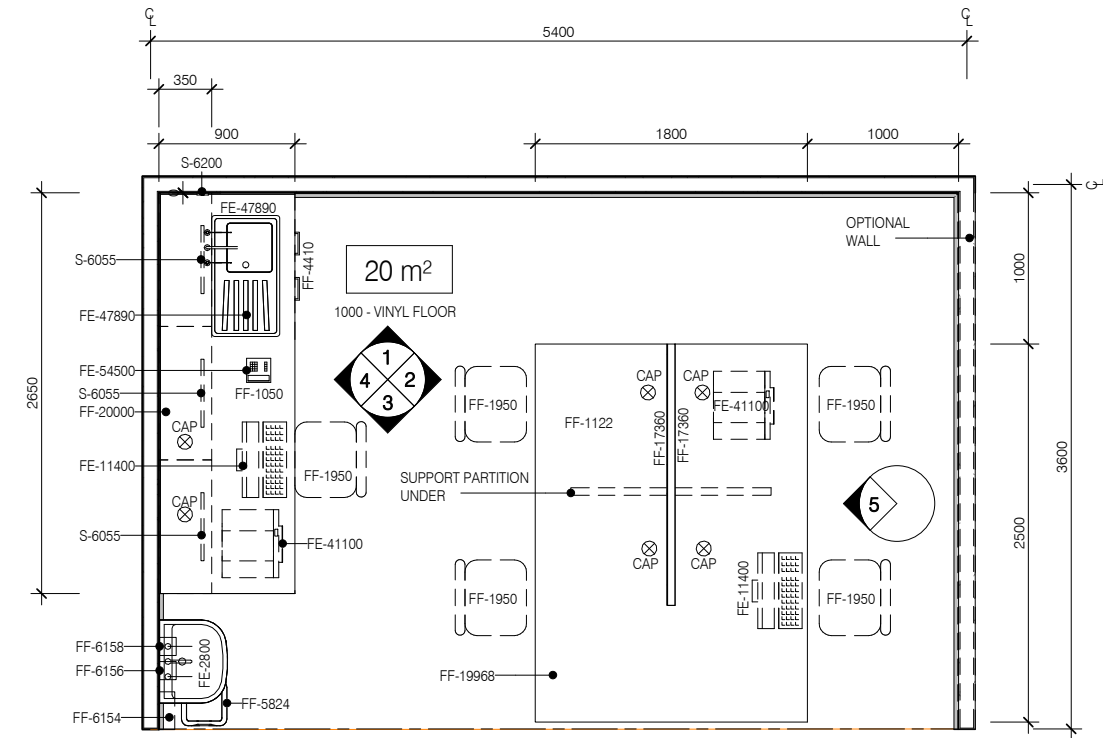 C L
C L
5400
350
900
1800
1000
S-6200
C L
FE-47890
OPTIONAL
WALL
S-6055
FF-4410
20 m²
1000
FE-47890
1000 - VINYL FLOOR
1
4
2
3
FE-54500
S-6055
FF-1050
2650
FF-20000
CAP
CAP
CAP
FE-41100
FF-1950
FF-1950
FF-1122
FF-17360
FF-17360
CAP
FE-11400
FF-1950
SUPPORT PARTITION
UNDER
3600
5
CAP
2500
S-6055
FE-41100
CAP
CAP
FE-11400
FF-1950
FF-1950
FF-6158
FE-2800
FF-6156
FF-19968
FF-5824
FF-6154